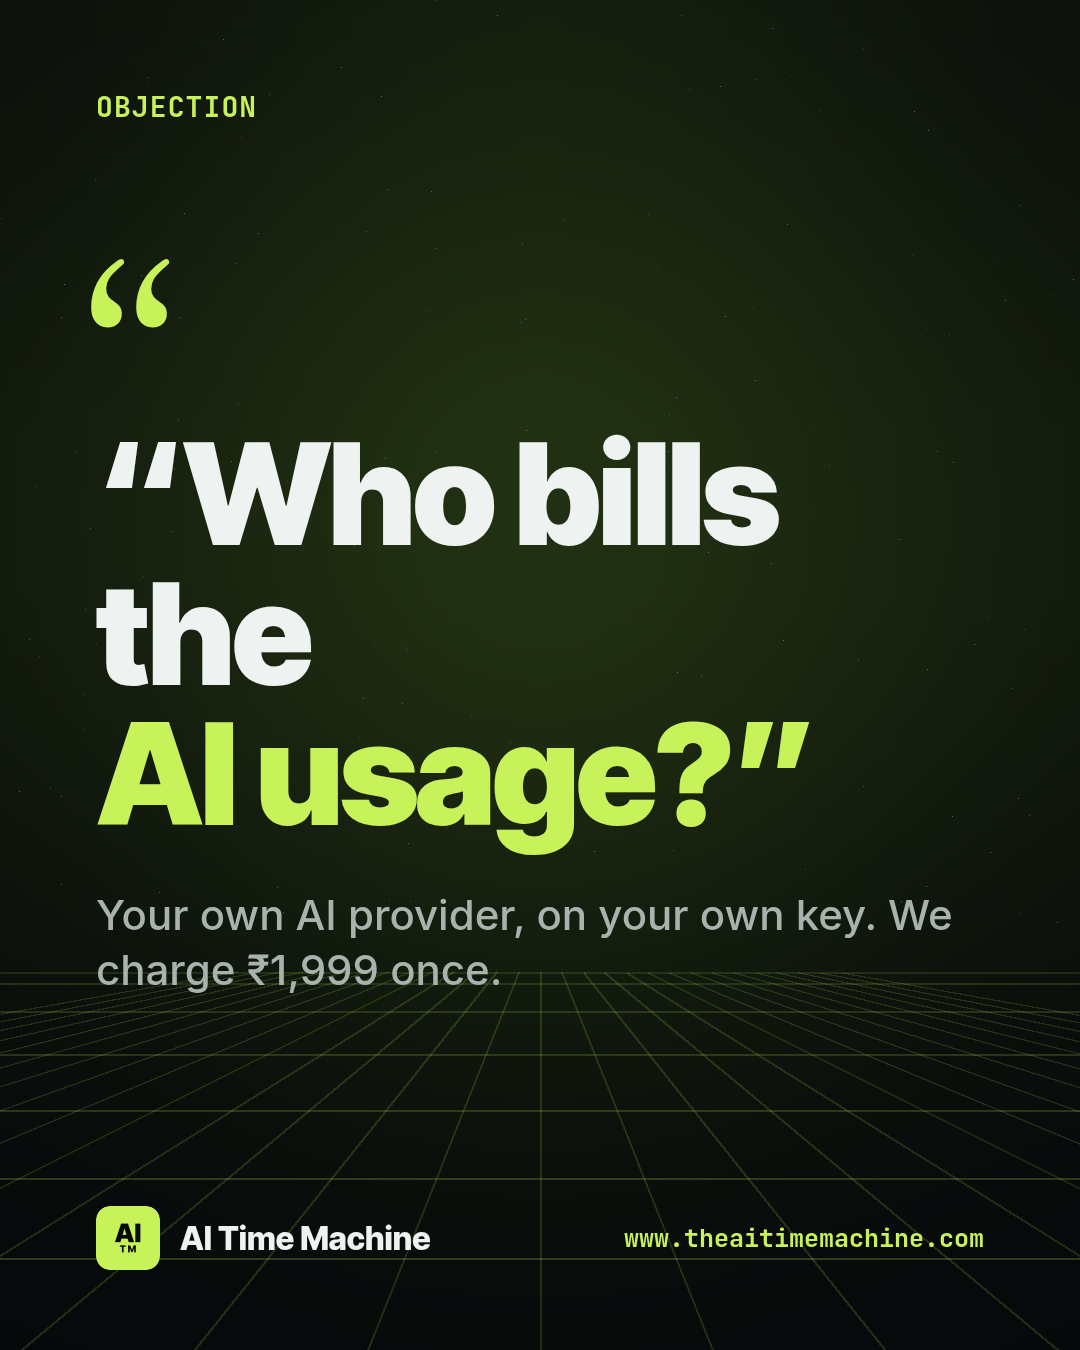 OBJECTION
“
“Who bills
the
AI usage?”
Your own AI provider, on your own key. We
charge ₹1,999 once.
AI
TM
AI Time Machine
www.theaitimemachine.com